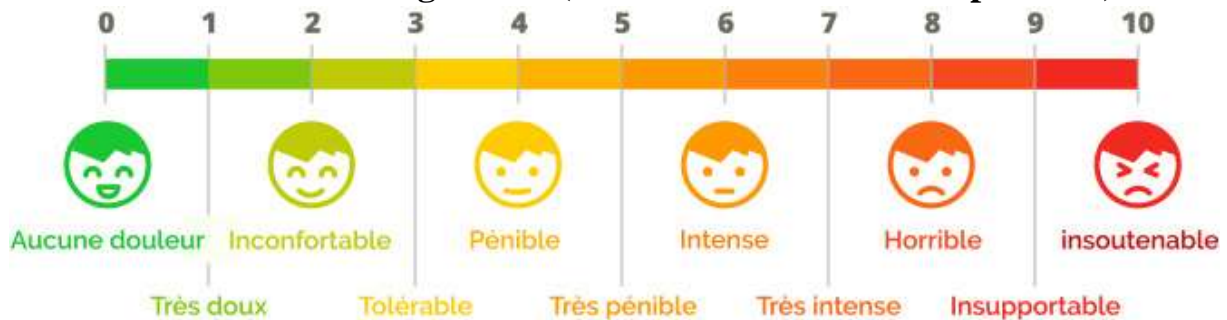 0 1 2 3 4 5 6 7 8 9 10
Aucune douleur Inconfortable Pénible Intense Horrible insoutenable
Très doux Tolérable Très pénible Très intense Insupportable